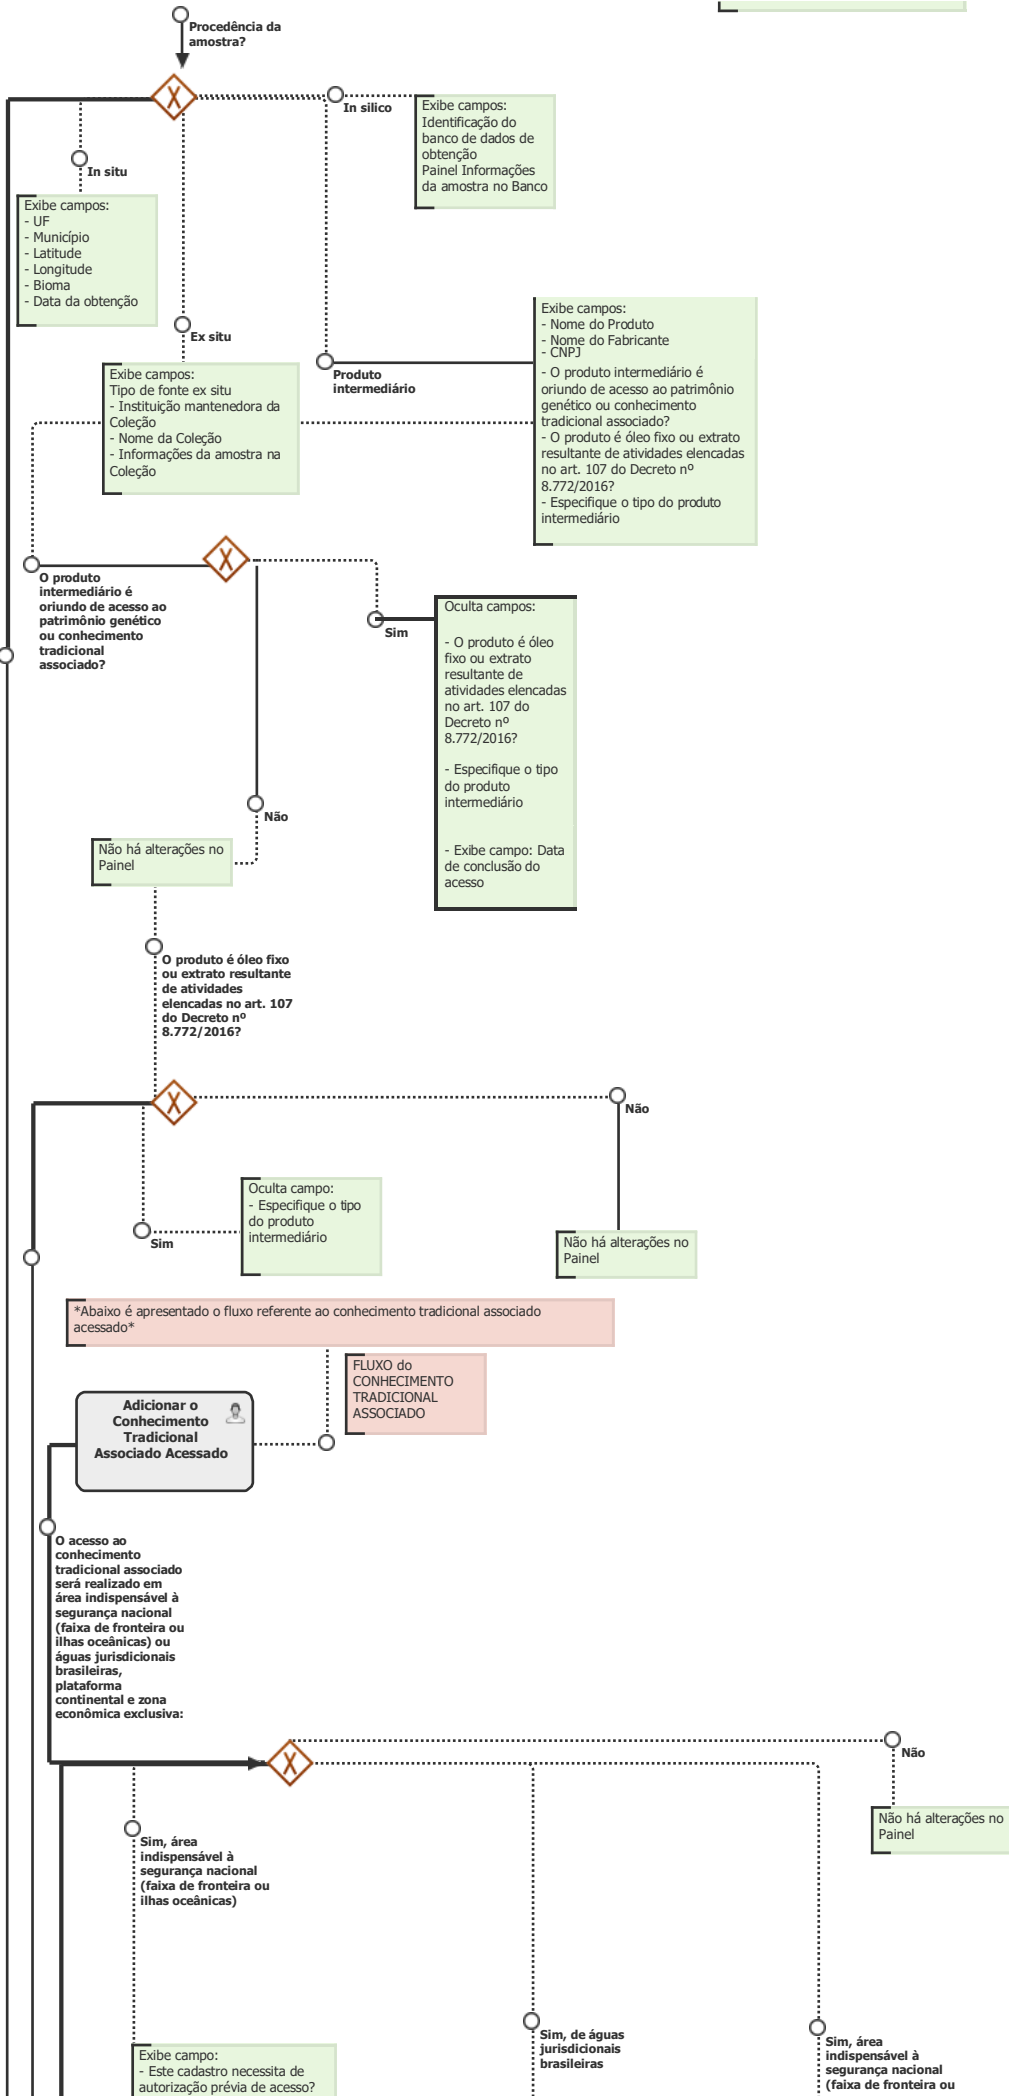 Procedência da
amostra?
In silico
Exibe campos:
Identificação do
banco de dados de
obtenção
Painel Informações
da amostra no Banco
In situ
Exibe campos:
- UF
- Município
- Latitude
- Longitude
- Bioma
- Data da obtenção
Ex situ
Exibe campos:
Tipo de fonte ex situ
- Instituição mantenedora da
Coleção
- Nome da Coleção
- Informações da amostra na
Coleção
Produto
intermediário
Exibe campos:
- Nome do Produto
- Nome do Fabricante
- CNPJ
- O produto intermediário é
oriundo de acesso ao patrimônio
genético ou conhecimento
tradicional associado?
- O produto é óleo fixo ou extrato
resultante de atividades elencadas
no art. 107 do Decreto nº
8.772/2016?
- Especifique o tipo do produto
intermediário
O produto
intermediário é
oriundo de acesso ao
patrimônio genético
ou conhecimento
tradicional
associado?
Sim
Oculta campos:
- O produto é óleo
fixo ou extrato
resultante de
atividades elencadas
no art. 107 do
Decreto nº
8.772/2016?
- Especifique o tipo
do produto
intermediário
- Exibe campo: Data
de conclusão do
acesso
Não
Não há alterações no
Painel
O produto é óleo fixo
ou extrato resultante
de atividades
elencadas no art. 107
do Decreto nº
8.772/2016?
Não
Sim
Oculta campo:
- Especifique o tipo
do produto
intermediário
Não há alterações no
Painel
*Abaixo é apresentado o fluxo referente ao conhecimento tradicional associado
acessado*
FLUXO do
CONHECIMENTO
TRADICIONAL
ASSOCIADO
Adicionar o
Conhecimento
Tradicional
Associado Acessado
O acesso ao
conhecimento
tradicional associado
será realizado em
área indispensável à
segurança nacional
(faixa de fronteira ou
ilhas oceânicas) ou
águas jurisdicionais
brasileiras,
plataforma
continental e zona
econômica exclusiva:
Não
Não há alterações no
Painel
Sim, área
indispensável à
segurança nacional
(faixa de fronteira ou
ilhas oceânicas)
Sim, de águas
jurisdicionais
brasileiras
Sim, área
indispensável à
segurança nacional
(faixa de fronteira ou
Exibe campo:
- Este cadastro necessita de
autorização prévia de acesso?